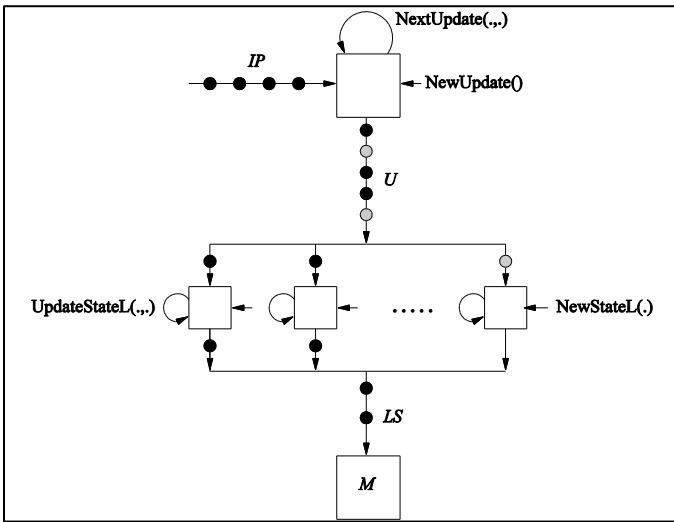 NextUpdate(.,.)
IP
NewUpdate()
U
UpdateStateL(.,.)
.....
NewStateL(.)
LS
M